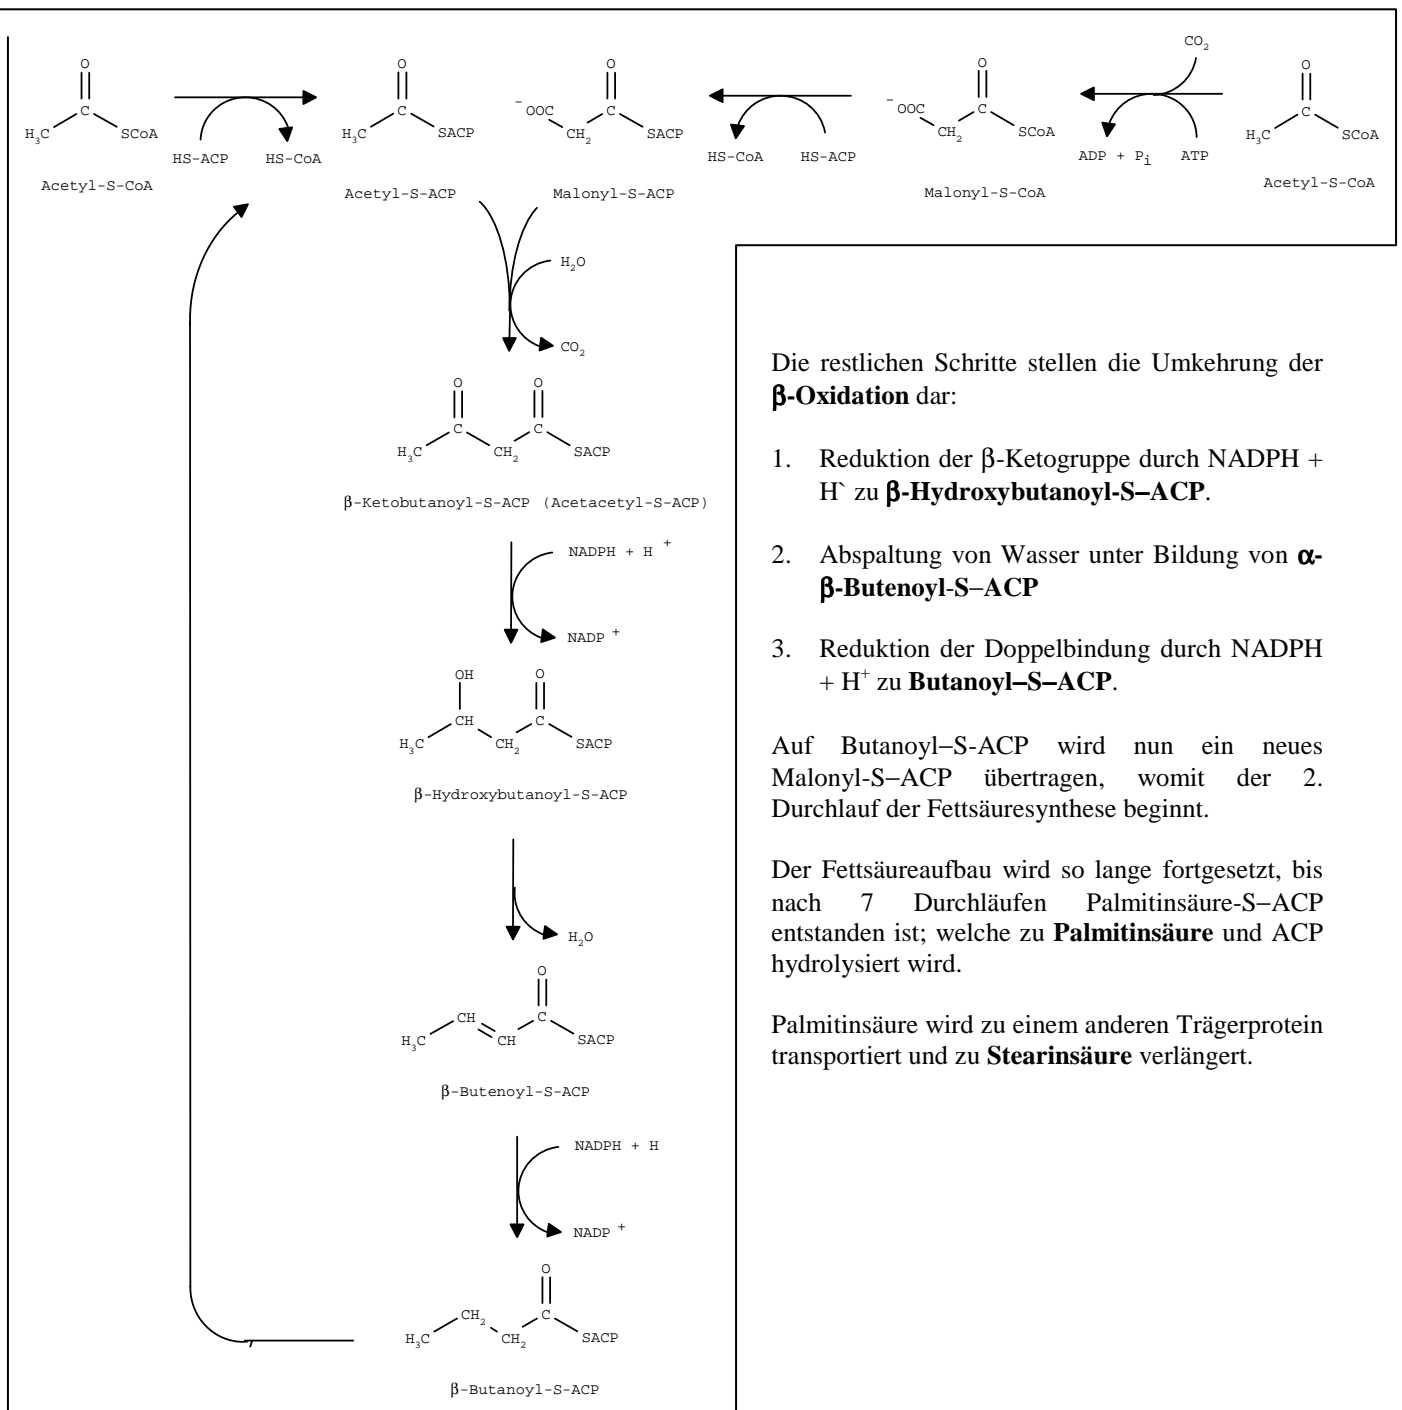 O
O
O
CO2
O
O
H3C
C
SCoA
HS-ACP
HS-CoA
Acetyl-S-CoA
H3C
C
SACP
Acetyl-S-ACP
-OOC
CH2
C
SACP
Malonyl-S-ACP
HS-CoA
HS-ACP
-OOC
CH2
C
SCoA
Malonyl-S-CoA
ADP + Pi
ATP
H3C
C
SCoA
Acetyl-S-CoA
H2O
CO2
O
O
C
C
H3C
CH2
SACP
β-Ketobutanoyl-S-ACP (Acetacetyl-S-ACP)
NADPH + H +
NADP +
OH
O
CH
C
H3C
CH2
SACP
β-Hydroxybutanoyl-S-ACP
H2O
O
CH
C
H3C
CH
SACP
β-Butenoyl-S-ACP
NADPH + H
NADP +
O
CH2
C
H3C
CH2
SACP
β-Butanoyl-S-ACP
Die restlichen Schritte stellen die Umkehrung der
β-Oxidation dar:
1. Reduktion der β-Ketogruppe durch NADPH +
H` zu β-Hydroxybutanoyl-S–ACP.
2. Abspaltung von Wasser unter Bildung von α-
β-Butenoyl-S–ACP
3. Reduktion der Doppelbindung durch NADPH
+ H+ zu Butanoyl–S–ACP.
Auf Butanoyl–S-ACP wird nun ein neues
Malonyl-S–ACP übertragen, womit der 2.
Durchlauf der Fettsäuresynthese beginnt.
Der Fettsäureaufbau wird so lange fortgesetzt, bis
nach 7 Durchläufen Palmitinsäure-S–ACP
entstanden ist; welche zu Palmitinsäure und ACP
hydrolysiert wird.
Palmitinsäure wird zu einem anderen Trägerprotein
transportiert und zu Stearinsäure verlängert.